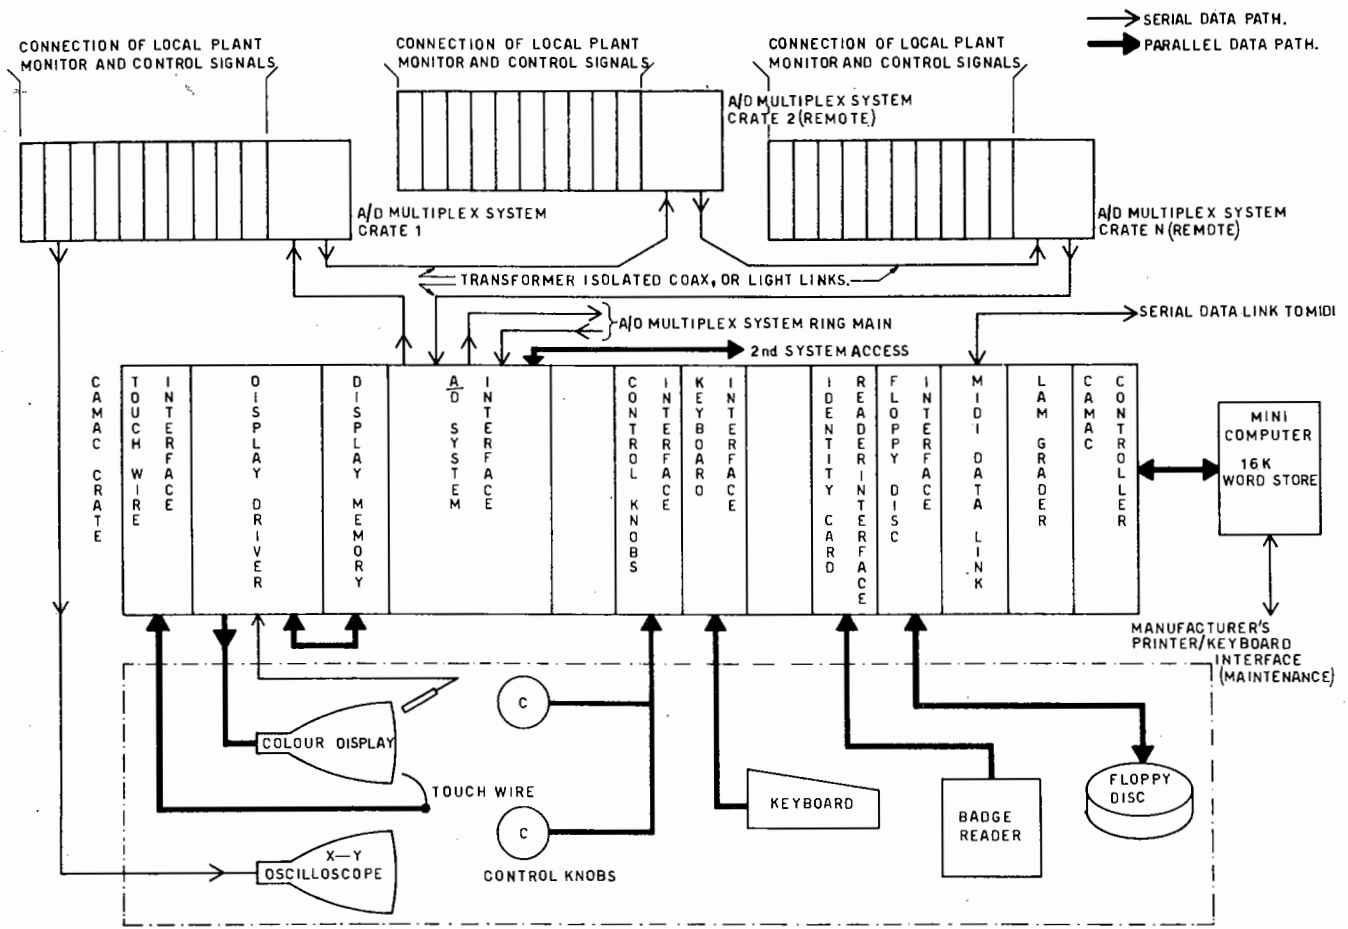 SERIAL DATA PATH.
PARALLEL DATA PATH.
CONNECTION OF LOCAL PLANT
MONITOR AND CONTROL SIGNALS
CONNECTION OF LOCAL PLANT
MONITOR AND CONTROL SIGNALS
CONNECTION OF LOCAL PLANT
MONITOR AND CONTROL SIGNALS
A/D MULTIPLEX SYSTEM
CRATE 1
A/D MULTIPLEX SYSTEM
CRATE 2 (REMOTE)
A/D MULTIPLEX SYSTEM
CRATE N (REMOTE)
TRANSFORMER ISOLATED COAX, OR LIGHT LINKS.
A/D MULTIPLEX SYSTEM RING MAIN
SERIAL DATA LINK TO MIDI
2nd SYSTEM ACCESS
CAMAC CRATE
TOUCH WIRE
INTERFACE
DISPLAY DRIVER
DISPLAY MEMORY
A/D SYSTEM
INTERFACE
CONTROL KNOBS
INTERFACE
KEYBOARD
INTERFACE
IDENTITY CARD
READER INTERFACE
FLOPPY DISC
INTERFACE
MIDI DATA LINK
LAM GRADER
CAMAC
CONTROLLER
MINI
COMPUTER
16K
WORD STORE
MANUFACTURER'S
PRINTER/KEYBOARD
INTERFACE
(MAINTENANCE)
COLOUR DISPLAY
TOUCH WIRE
X-Y
OSCILLOSCOPE
C
C
CONTROL KNOBS
KEYBOARD
BADGE
READER
FLOPPY
DISC